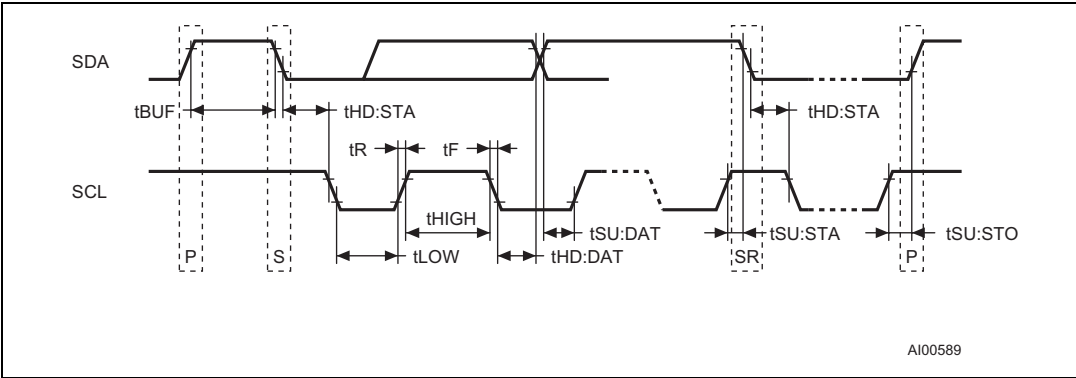 SDA
tBUF
tHD:STA
tHD:STA
tR
tF
SCL
tHIGH
tSU:DAT
tSU:STA
tSU:STO
P
S
tLOW
tHD:DAT
SR
P
AI00589